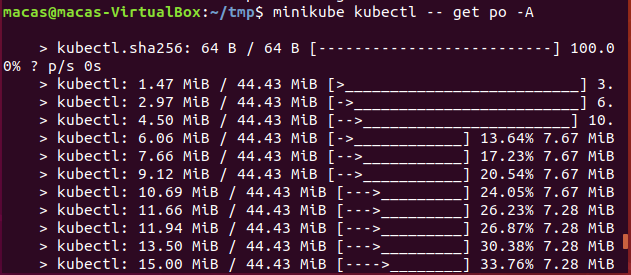 macas@macas-VirtualBox:~/tmp$ minikube kubectl -- get po -A
> kubectl.sha256: 64 B / 64 B [--------------------------] 100.0
0% ? p/s 0s
> kubectl: 1.47 MiB / 44.43 MiB [>___________________________] 3.
> kubectl: 2.97 MiB / 44.43 MiB [->__________________________] 6.
> kubectl: 4.50 MiB / 44.43 MiB [-->________________________] 10.
> kubectl: 6.06 MiB / 44.43 MiB [->____________] 13.64% 7.67 MiB
> kubectl: 7.66 MiB / 44.43 MiB [-->___________] 17.23% 7.67 MiB
> kubectl: 9.12 MiB / 44.43 MiB [-->___________] 20.54% 7.67 MiB
> kubectl: 10.69 MiB / 44.43 MiB [--->_________] 24.05% 7.67 MiB
> kubectl: 11.66 MiB / 44.43 MiB [--->_________] 26.23% 7.28 MiB
> kubectl: 11.94 MiB / 44.43 MiB [--->_________] 26.87% 7.28 MiB
> kubectl: 13.50 MiB / 44.43 MiB [--->_________] 30.38% 7.28 MiB
> kubectl: 15.00 MiB / 44.43 MiB [---->________] 33.76% 7.28 MiB